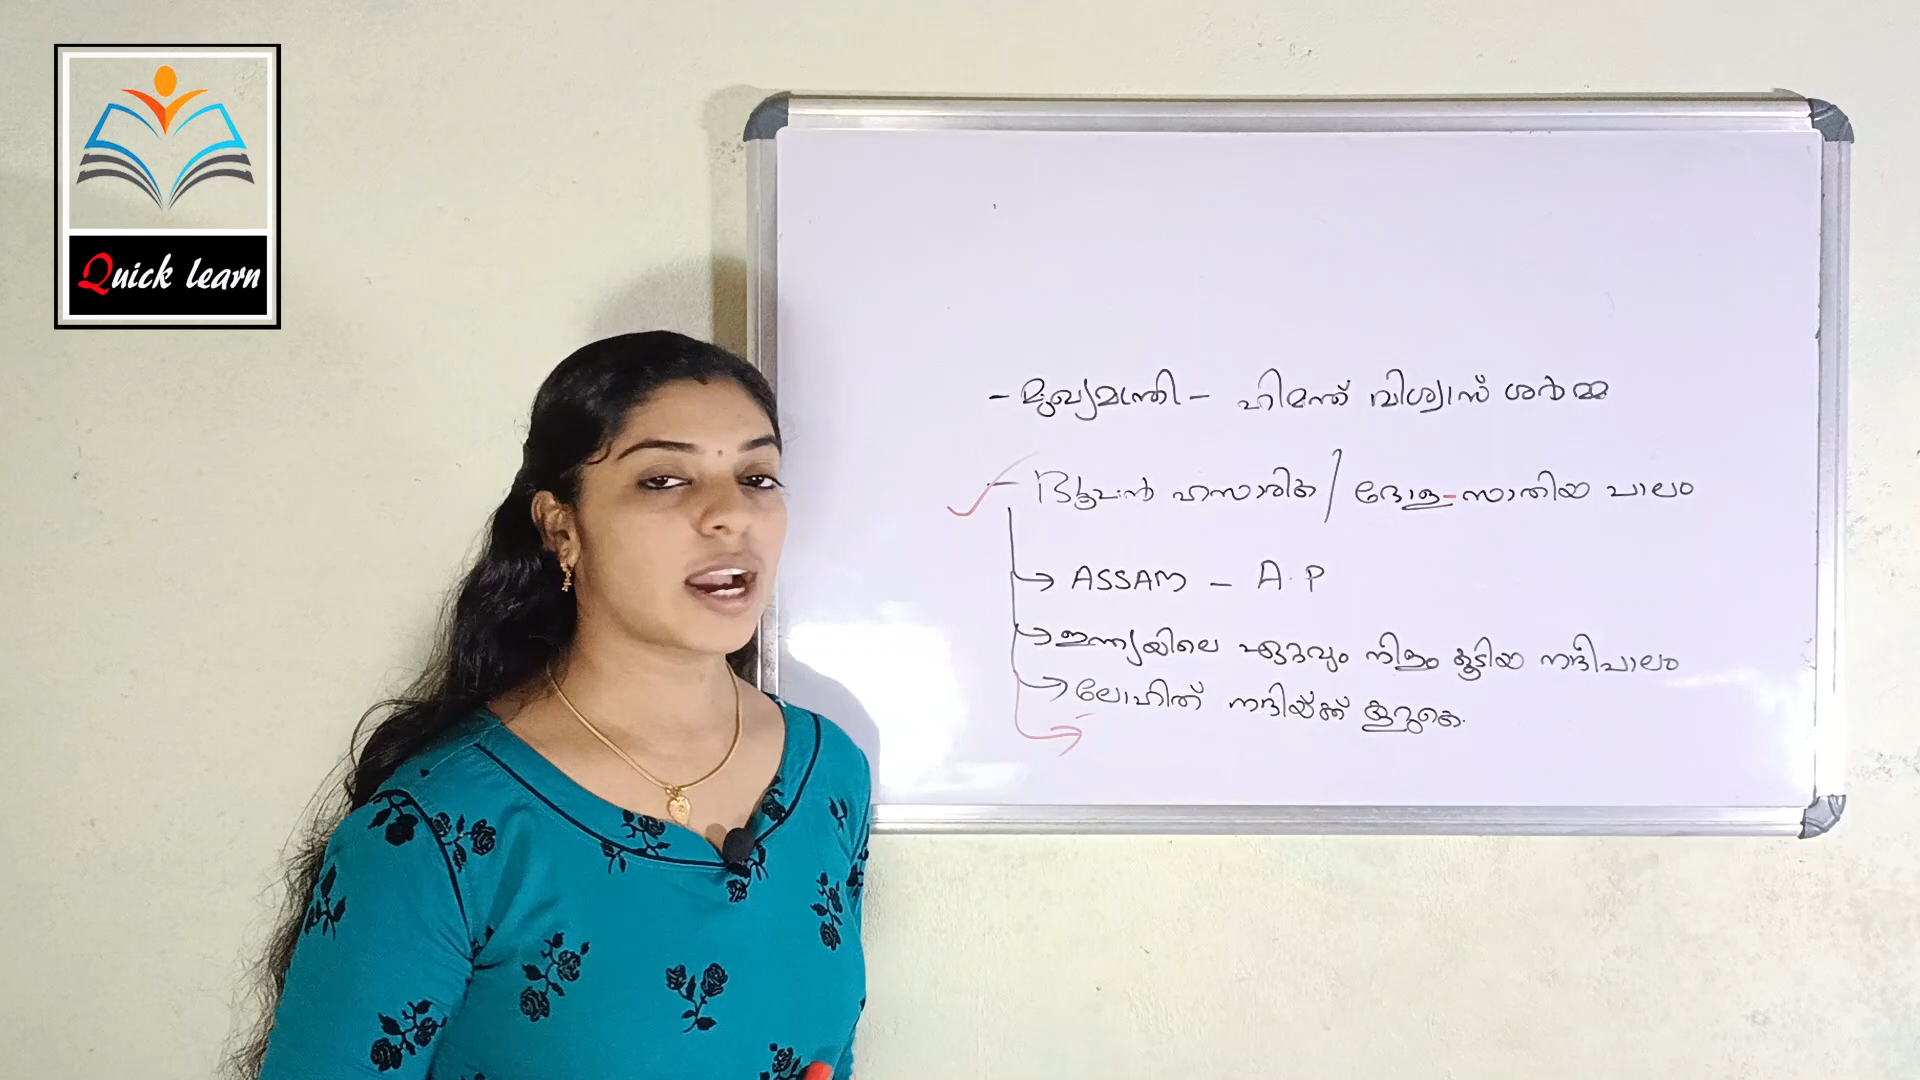 Quick learn
- മുഖ്യമന്ത്രി - ഹിമന്ത് വിശ്വാസ് ശർമ്മ
- ഭൂപൻ ഹസാരിക / ദോള-സാതിയ പാലം
→ ASSAM - A.P
→ ഇന്ത്യയിലെ ഏറ്റവും നീളം കൂടിയ നദീപാലം
→ ലോഹിത് നദിയ്ക്ക് കുറുകെ.